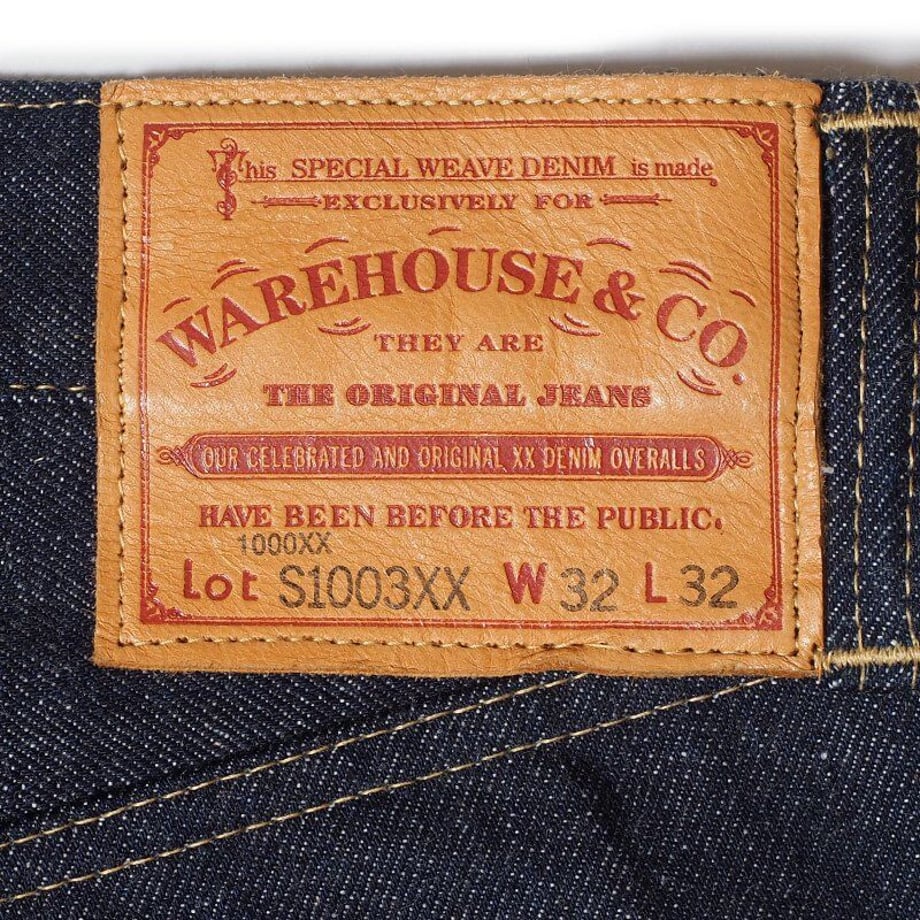 This SPECIAL WEAVE DENIM is made
EXCLUSIVELY FOR
WAREHOUSE & CO.
THEY ARE
THE ORIGINAL JEANS
OUR CELEBRATED AND ORIGINAL XX DENIM OVERALLS
HAVE BEEN BEFORE THE PUBLIC.
1000XX
Lot S1003XX W 32 L 32